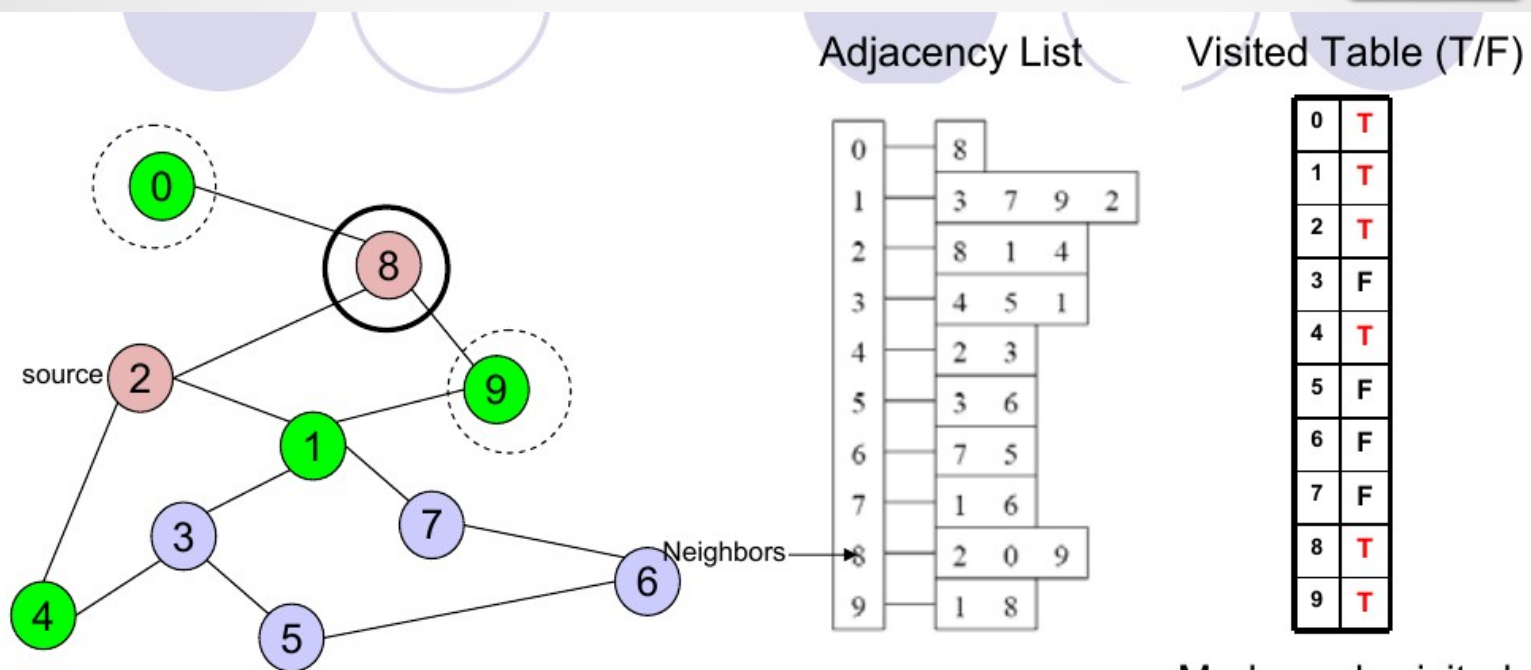 Adjacency List
Visited Table (T/F)
0
8
source 2
9
1
3
7
4
5
6
Neighbors
0 8
1 3 7 9 2
2 8 1 4
3 4 5 1
4 2 3
5 3 6
6 7 5
7 1 6
8 2 0 9
9 1 8
0 T
1 T
2 T
3 F
4 T
5 F
6 F
7 F
8 T
9 T